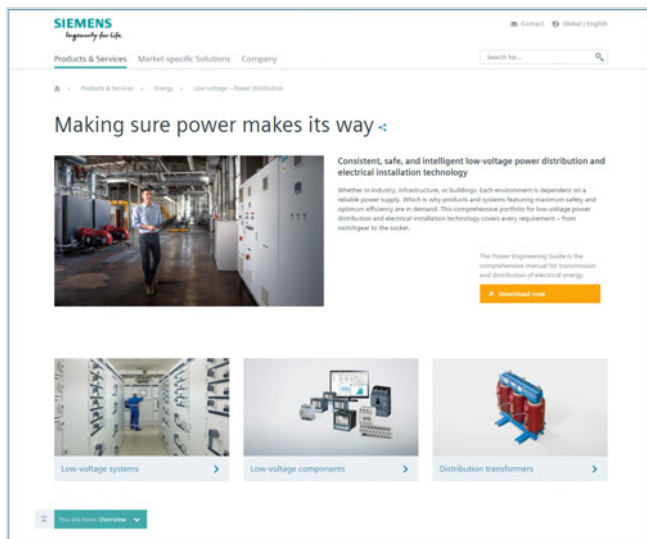 SIEMENS
Ingenuity for life
Contact Global | English
Products & Services Market-specific Solutions Company
Search for...
Products & Services > Energy > Low-voltage – Power distribution
Making sure power makes its way
Consistent, safe, and intelligent low-voltage power distribution and
electrical installation technology
Whether in industry, infrastructure, or buildings: Each environment is dependent on a
reliable power supply. Which is why products and systems featuring maximum safety and
optimum efficiency are in demand. This comprehensive portfolio for low-voltage power
distribution and electrical installation technology covers every requirement – from
switchgear to the socket.
The Power Engineering Guide is the
comprehensive manual for transmission
and distribution of electrical energy.
Download now
Low-voltage systems
Low-voltage components
Distribution transformers
You are here: Overview